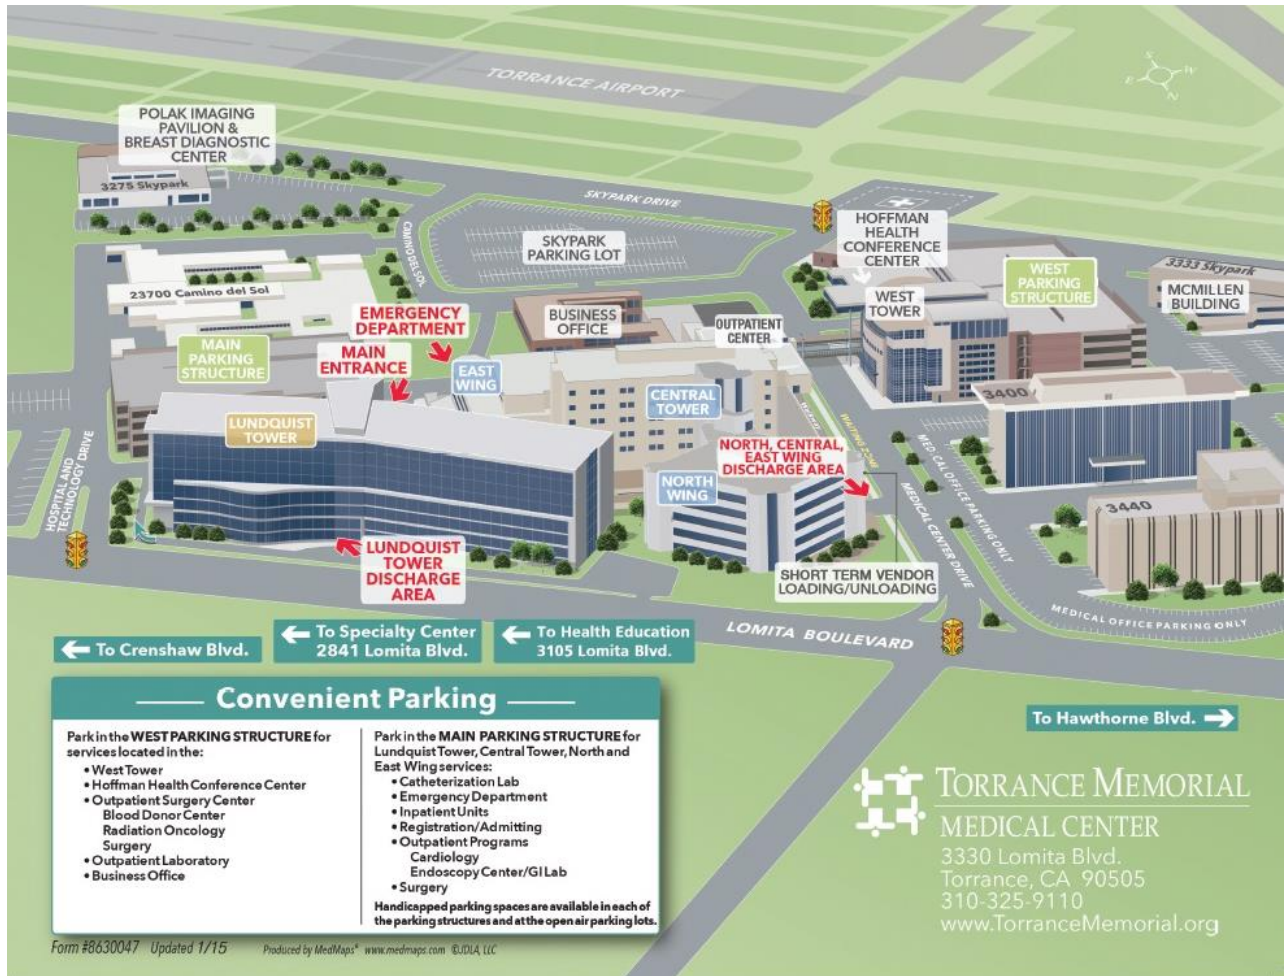 TORRANCE AIRPORT
S
E
W
N
POLAK IMAGING
PAVILION &
BREAST DIAGNOSTIC
CENTER
3275 Skypark
SKYPARK DRIVE
CAMINO DEL SOL
SKYPARK
PARKING LOT
HOFFMAN
HEALTH
CONFERENCE
CENTER
3333 Skypark
WEST
PARKING
STRUCTURE
MCMILLEN
BUILDING
23700 Camino del Sol
WEST
TOWER
EMERGENCY
DEPARTMENT
BUSINESS
OFFICE
OUTPATIENT
CENTER
MAIN
PARKING
STRUCTURE
MAIN
ENTRANCE
EAST
WING
CENTRAL
TOWER
3400
LUNDQUIST
TOWER
WAITING ZONE
MEDICAL OFFICE PARKING ONLY
NORTH, CENTRAL,
EAST WING
DISCHARGE AREA
NORTH
WING
HOSPITAL AND
TECHNOLOGY DRIVE
MEDICAL CENTER DRIVE
3440
LUNDQUIST
TOWER
DISCHARGE
AREA
SHORT TERM VENDOR
LOADING/UNLOADING
MEDICAL OFFICE PARKING ONLY
LOMITA BOULEVARD
To Crenshaw Blvd.
To Specialty Center
2841 Lomita Blvd.
To Health Education
3105 Lomita Blvd.
To Hawthorne Blvd.
Convenient Parking
Park in the WEST PARKING STRUCTURE for
services located in the:
• West Tower
• Hoffman Health Conference Center
• Outpatient Surgery Center
Blood Donor Center
Radiation Oncology
Surgery
• Outpatient Laboratory
• Business Office
Park in the MAIN PARKING STRUCTURE for
Lundquist Tower, Central Tower, North and
East Wing services:
• Catheterization Lab
• Emergency Department
• Inpatient Units
• Registration/Admitting
• Outpatient Programs
Cardiology
Endoscopy Center/GI Lab
• Surgery
Handicapped parking spaces are available in each of
the parking structures and at the open air parking lots.
TORRANCE MEMORIAL
MEDICAL CENTER
3330 Lomita Blvd.
Torrance, CA 90505
310-325-9110
www.TorranceMemorial.org
Form #8630047 Updated 1/15 Produced by MedMaps® www.medmaps.com ©JDLA, LLC